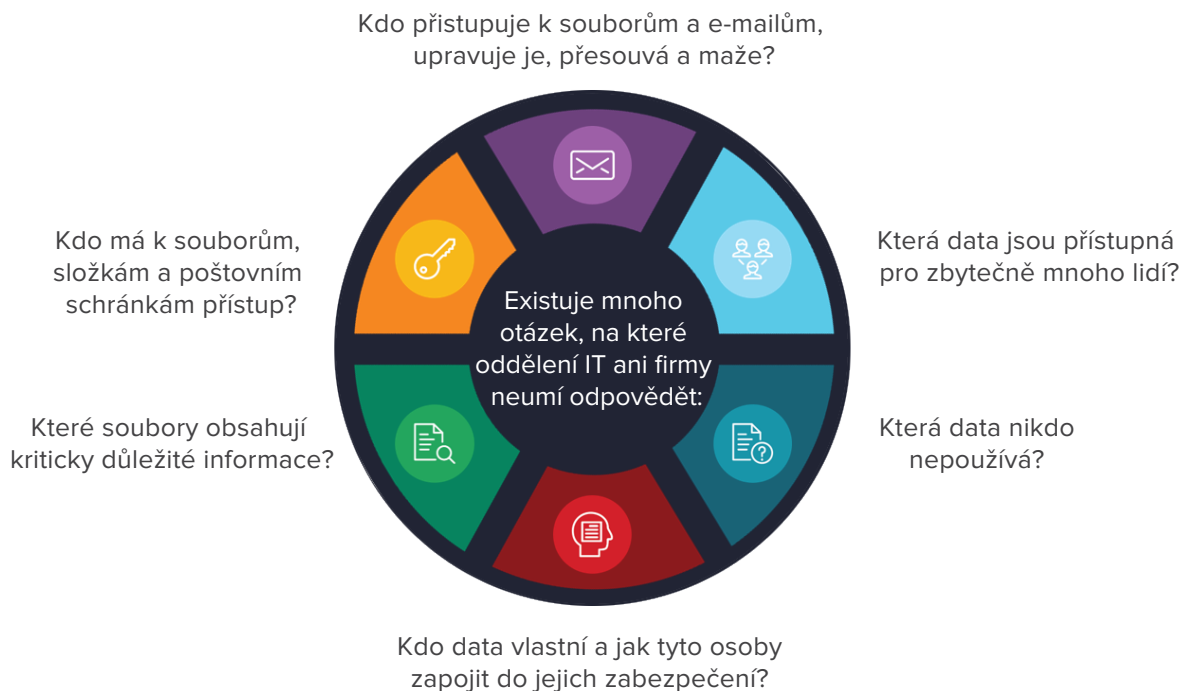 Kdo přistupuje k souborům a e-mailům,
upravuje je, přesouvá a maže?
Kdo má k souborům,
složkám a poštovním
schránkám přístup?
Která data jsou přístupná
pro zbytečně mnoho lidí?
Existuje mnoho
otázek, na které
oddělení IT ani firmy
neumí odpovědět:
Které soubory obsahují
kriticky důležité informace?
Která data nikdo
nepoužívá?
?
Kdo data vlastní a jak tyto osoby
zapojit do jejich zabezpečení?